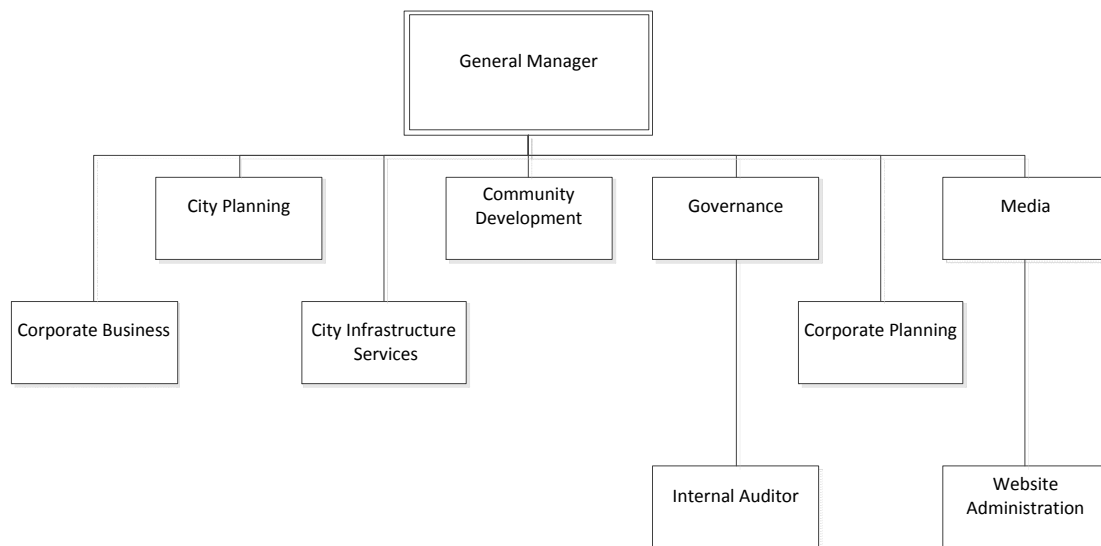 General Manager
City Planning
Community
Development
Governance
Media
Corporate Business
City Infrastructure
Services
Corporate Planning
Internal Auditor
Website
Administration